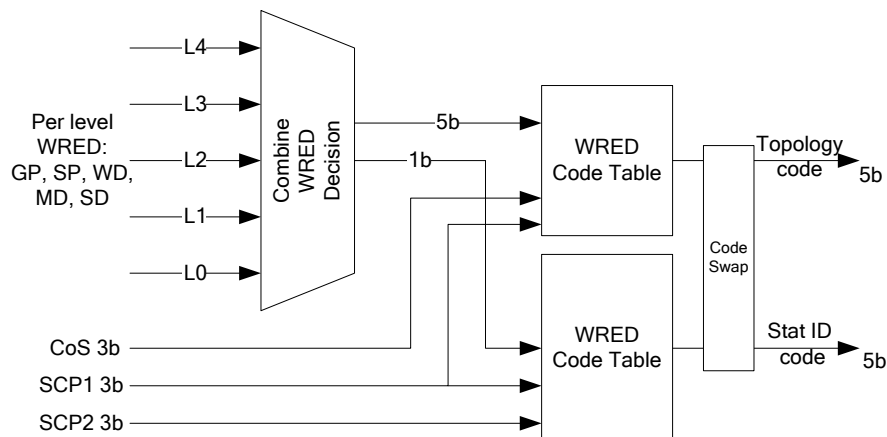 L4
L3
Per level
WRED:
GP, SP, WD,
MD, SD
L2
L1
L0
Combine
WRED
Decision
5b
1b
WRED
Code Table
Topology
code
5b
Code
Swap
WRED
Code Table
Stat ID
code
5b
CoS 3b
SCP1 3b
SCP2 3b